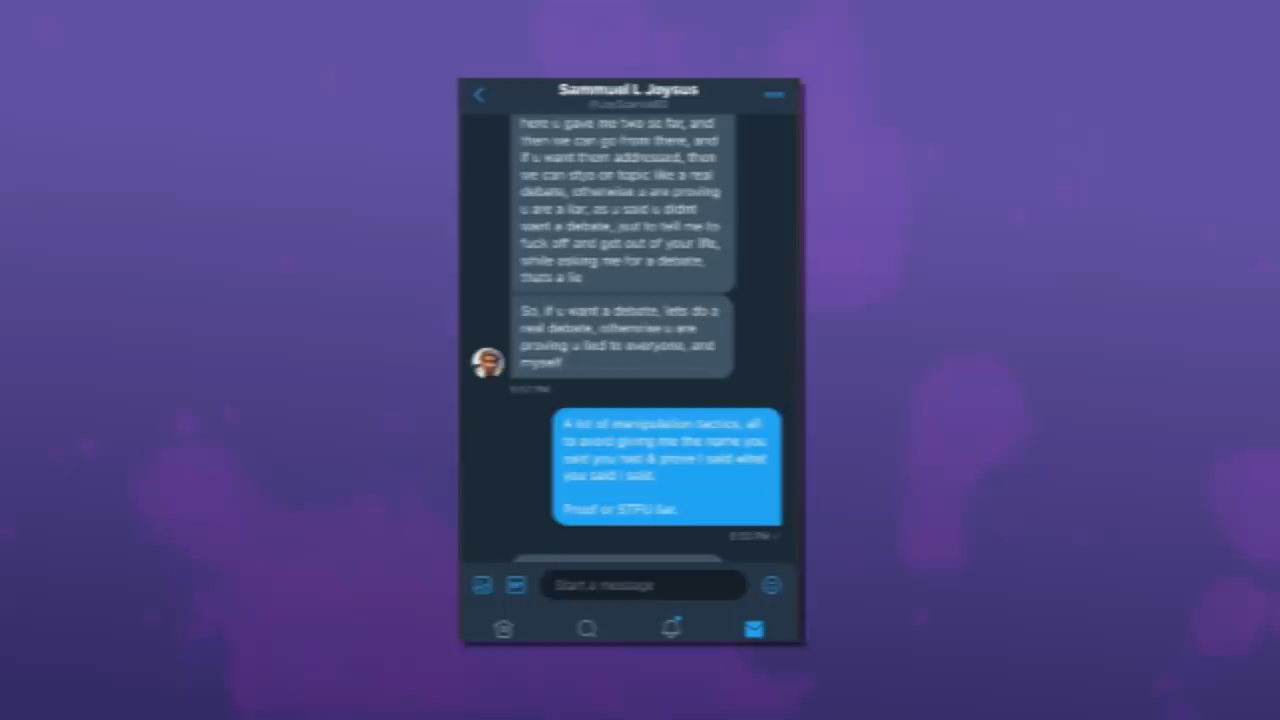 Sammuel L Joysus
here u gave me two so far, and
then we can go from there, and
if u want them addressed, then
we can stya on topic like a real
debate, otherwise u are proving
u are a liar, as u said u didnt
want a debate, just to tell me to
fuck off and get out of your life,
while asking me for a debate,
thats a lie
So, if u want a debate, lets do a
real debate, otherwise u are
proving u lied to everyone, and
myself
A lot of manipulation tactics, all
to avoid giving me the name you
said you had & prove I said what
you said I said.
Proof or STFU liar.
Start a message